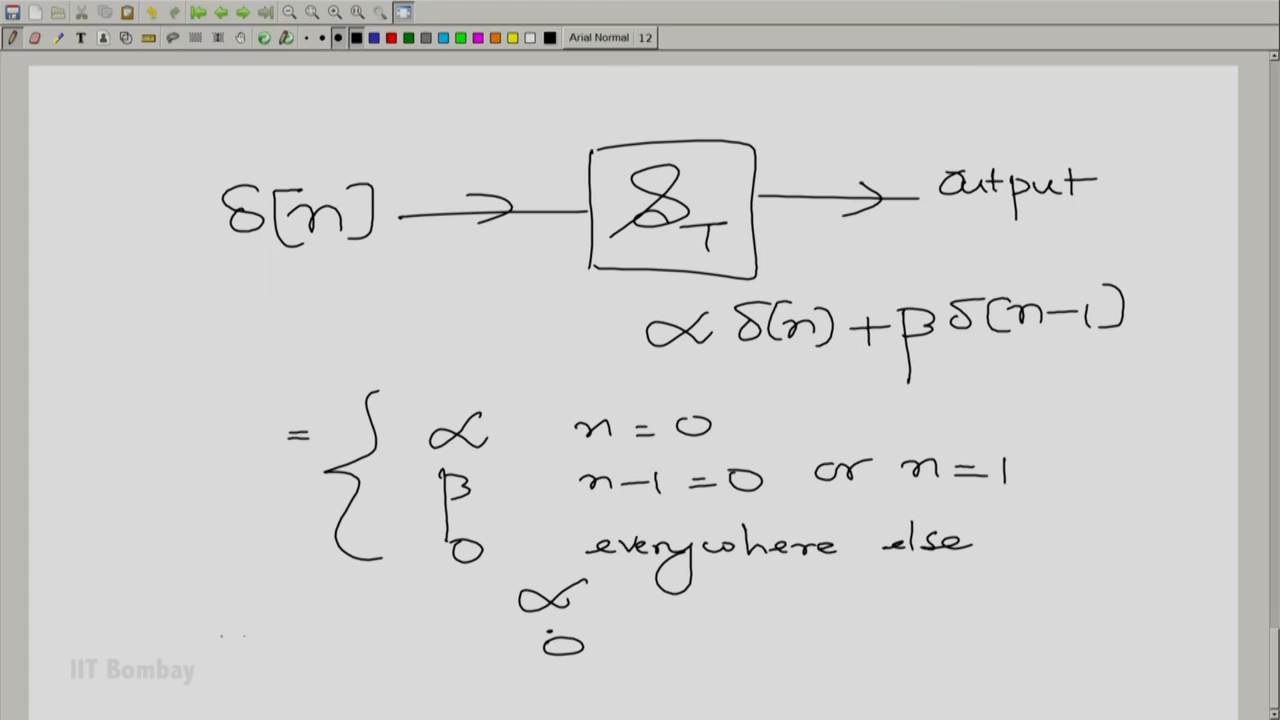 Arial Normal 12
δ[n] → 𝒮_T → output
α δ[n] + β δ[n-1]
= { α n = 0
β n-1 = 0 or n = 1
0 everywhere else
α
0
IIT Bombay